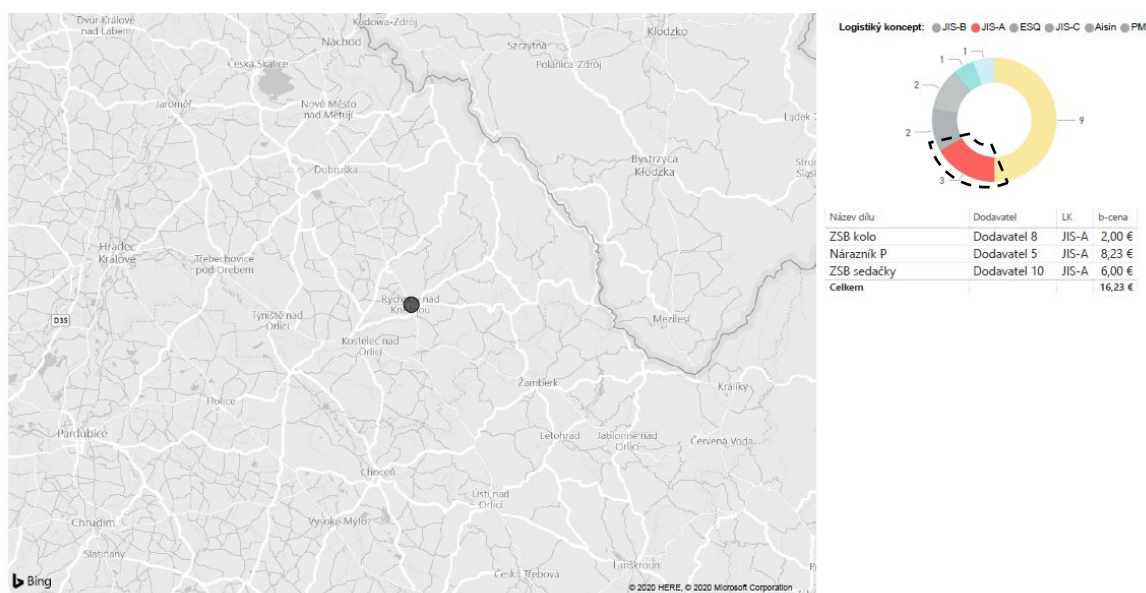 Dvůr Králové
nad Labem
Kudowa-Zdrój
Náchod
Szczytna
Polanica-Zdrój
Kłodzko
Česká Skalice
Jaroměř
Nové Město
nad Metují
Lądek-
Dobruška
Bystrzyca
Kłodzka
Hradec
Králové
Třebechovice
pod Orebem
Rychnov nad
D35
Týniště nad
Orlicí
Kostelec nad
Orlicí
Mezilesí
Žamberk
Králíky
Holice
Pardubice
Letohrad
Jablonné nad
Orlicí
Červená Voda
Choceň
Ústí nad
Orlicí
Chrudim
Vysoké Mýto
Slatiňany
Česká Třebová
Lanškroun
Bing
© 2020 HERE, © 2020 Microsoft Corporation
Logistiký koncept: JIS-B JIS-A ESQ JIS-C Aisin PM
1
1
2
2
9
3
Název dílu Dodavatel LK b-cena
ZSB kolo Dodavatel 8 JIS-A 2,00 €
Nárazník P Dodavatel 5 JIS-A 8,23 €
ZSB sedačky Dodavatel 10 JIS-A 6,00 €
Celkem 16,23 €